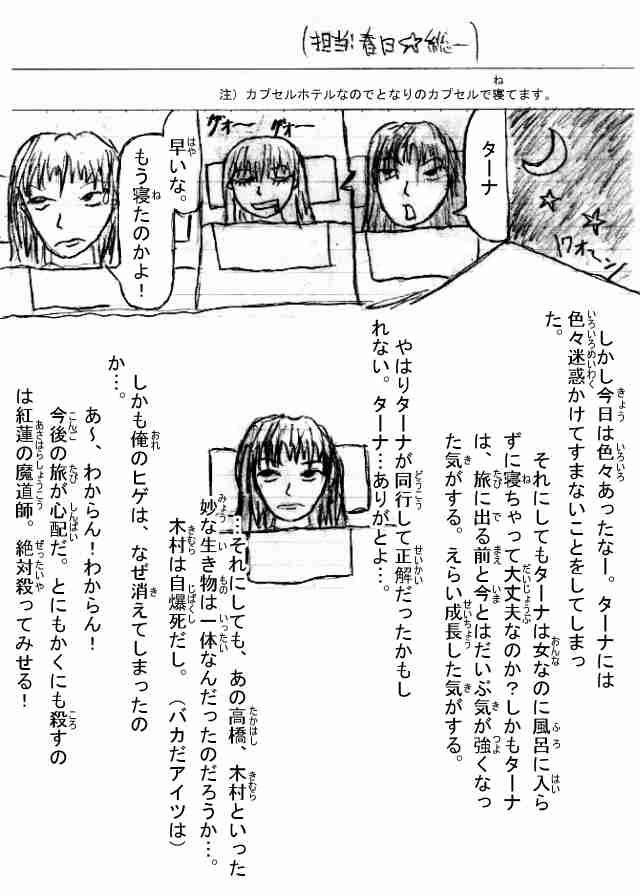 (担当:春日☆総一)
注）カプセルホテルなのでとなりのカプセルで寝てます。
ワオーン
ターナ
グオ〜
グオ〜
早いな。
もう寝たのかよ！
しかし今日は色々あったなー。ターナには
色々迷惑かけてすまないことをしてしまっ
た。
それにしてもターナは女なのに風呂に入ら
ずに寝ちゃって大丈夫なのか？しかもターナ
は、旅に出る前と今とはだいぶ気が強くなっ
た気がする。えらい成長した気がする。
やはりターナが同行して正解だったかもし
れない。ターナ…ありがとよ…。
…それにしても、あの高橋、木村といった
妙な生き物は一体なんだったのだろうか…。
木村は自爆死だし。（バカだアイツは）
しかも俺のヒゲは、なぜ消えてしまったの
か…。
あ〜、わからん！わからん！
今後の旅が心配だ。とにもかくにも殺すの
は紅蓮の魔道師。絶対殺ってみせる！